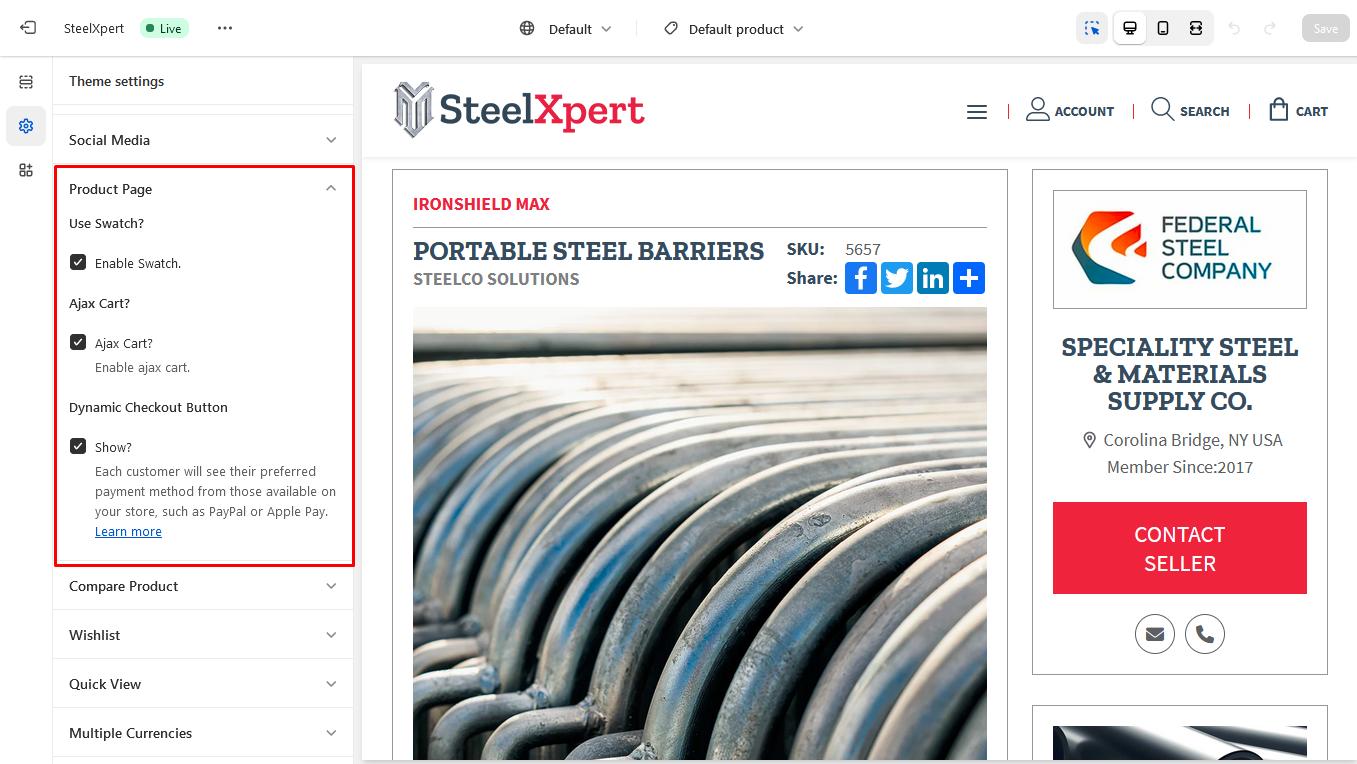 SteelXpert
Live
Default
Default product
Save
Theme settings
Social Media
Product Page
Use Swatch?
Enable Swatch.
Ajax Cart?
Ajax Cart?
Enable ajax cart.
Dynamic Checkout Button
Show?
Each customer will see their preferred
payment method from those available on
your store, such as PayPal or Apple Pay.
Learn more
Compare Product
Wishlist
Quick View
Multiple Currencies
SteelXpert
ACCOUNT
SEARCH
CART
IRONSHIELD MAX
PORTABLE STEEL BARRIERS
STEELCO SOLUTIONS
SKU: 5657
Share:
FEDERAL
STEEL
COMPANY
SPECIALITY STEEL
& MATERIALS
SUPPLY CO.
Corolina Bridge, NY USA
Member Since:2017
CONTACT
SELLER